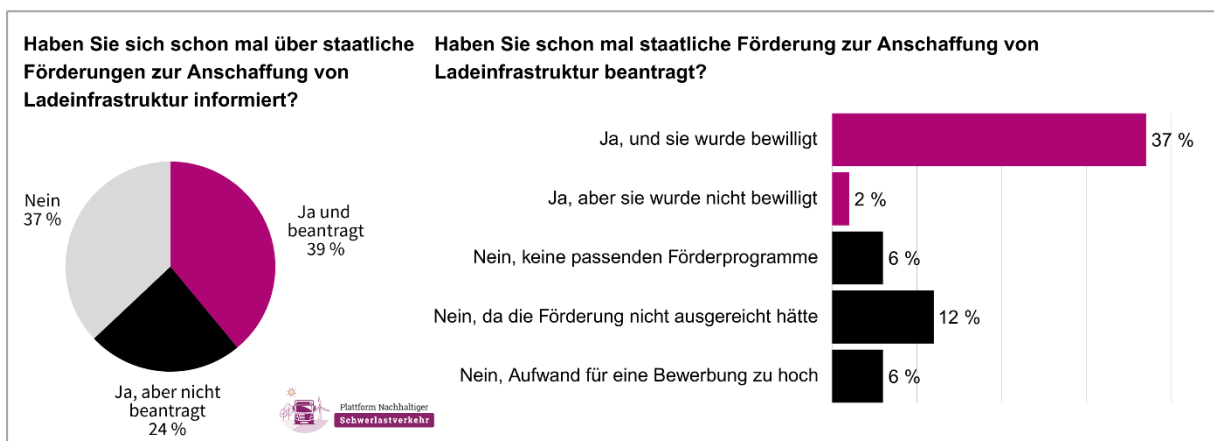 Haben Sie sich schon mal über staatliche
Förderungen zur Anschaffung von
Ladeinfrastruktur informiert?
Nein
37 %
Ja und
beantragt
39 %
Ja, aber nicht
beantragt
24 %
Plattform Nachhaltiger
Schwerlastverkehr
Haben Sie schon mal staatliche Förderung zur Anschaffung von
Ladeinfrastruktur beantragt?
Ja, und sie wurde bewilligt
37 %
Ja, aber sie wurde nicht bewilligt
2 %
Nein, keine passenden Förderprogramme
6 %
Nein, da die Förderung nicht ausgereicht hätte
12 %
Nein, Aufwand für eine Bewerbung zu hoch
6 %